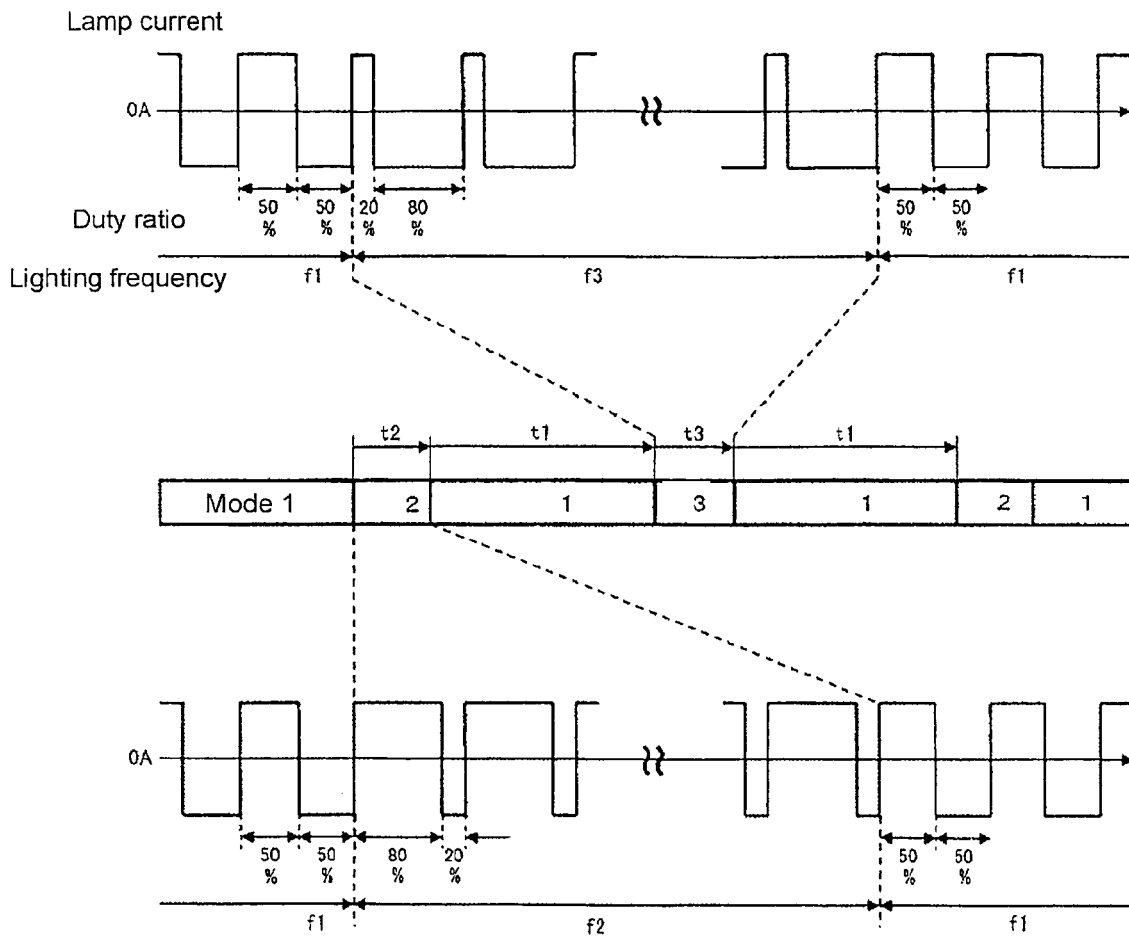 Lamp current
0A
50 % 50 % 20 % 80 % 50 % 50 %
Duty ratio
Lighting frequency
f1 f3 f1
t2 t1 t3 t1
Mode 1 2 1 3 1 2 1
0A
50 % 50 % 80 % 20 % 50 % 50 %
f1 f2 f1